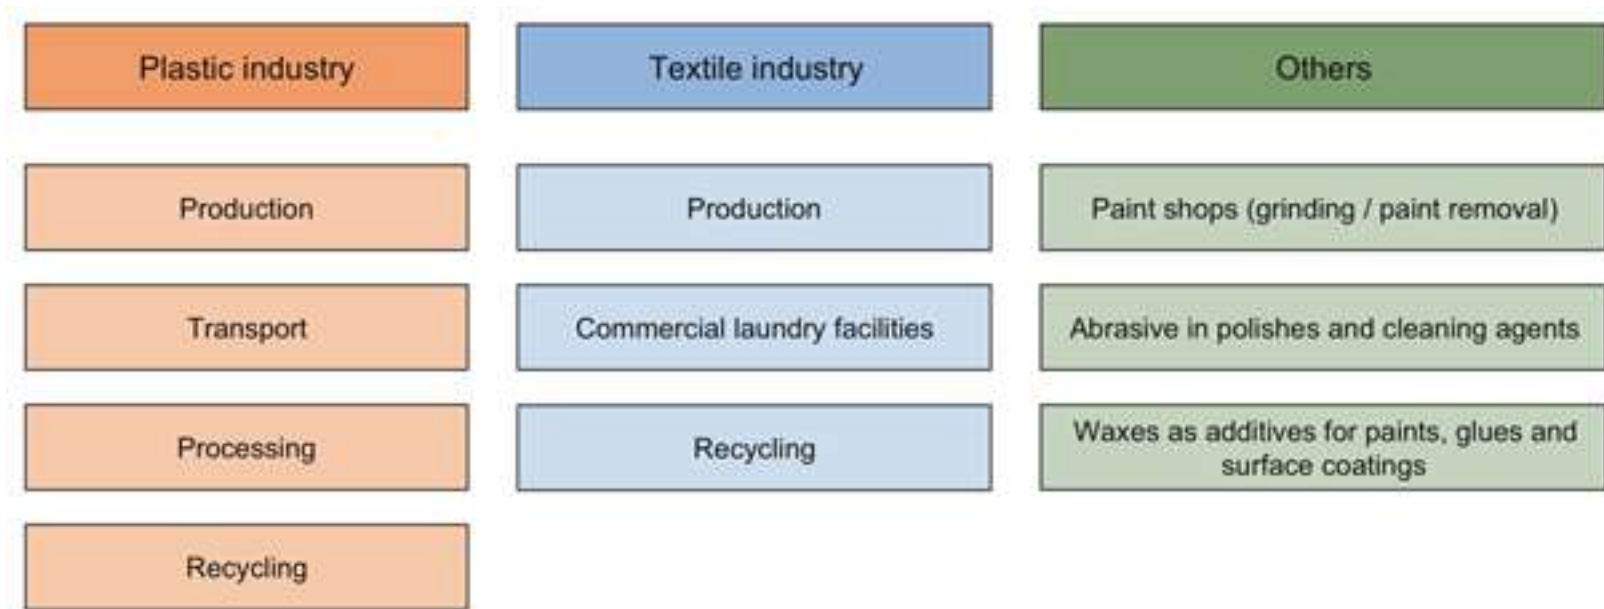 Plastic industry
Production
Transport
Processing
Recycling
Textile industry
Production
Commercial laundry facilities
Recycling
Others
Paint shops (grinding / paint removal)
Abrasive in polishes and cleaning agents
Waxes as additives for paints, glues and
surface coatings